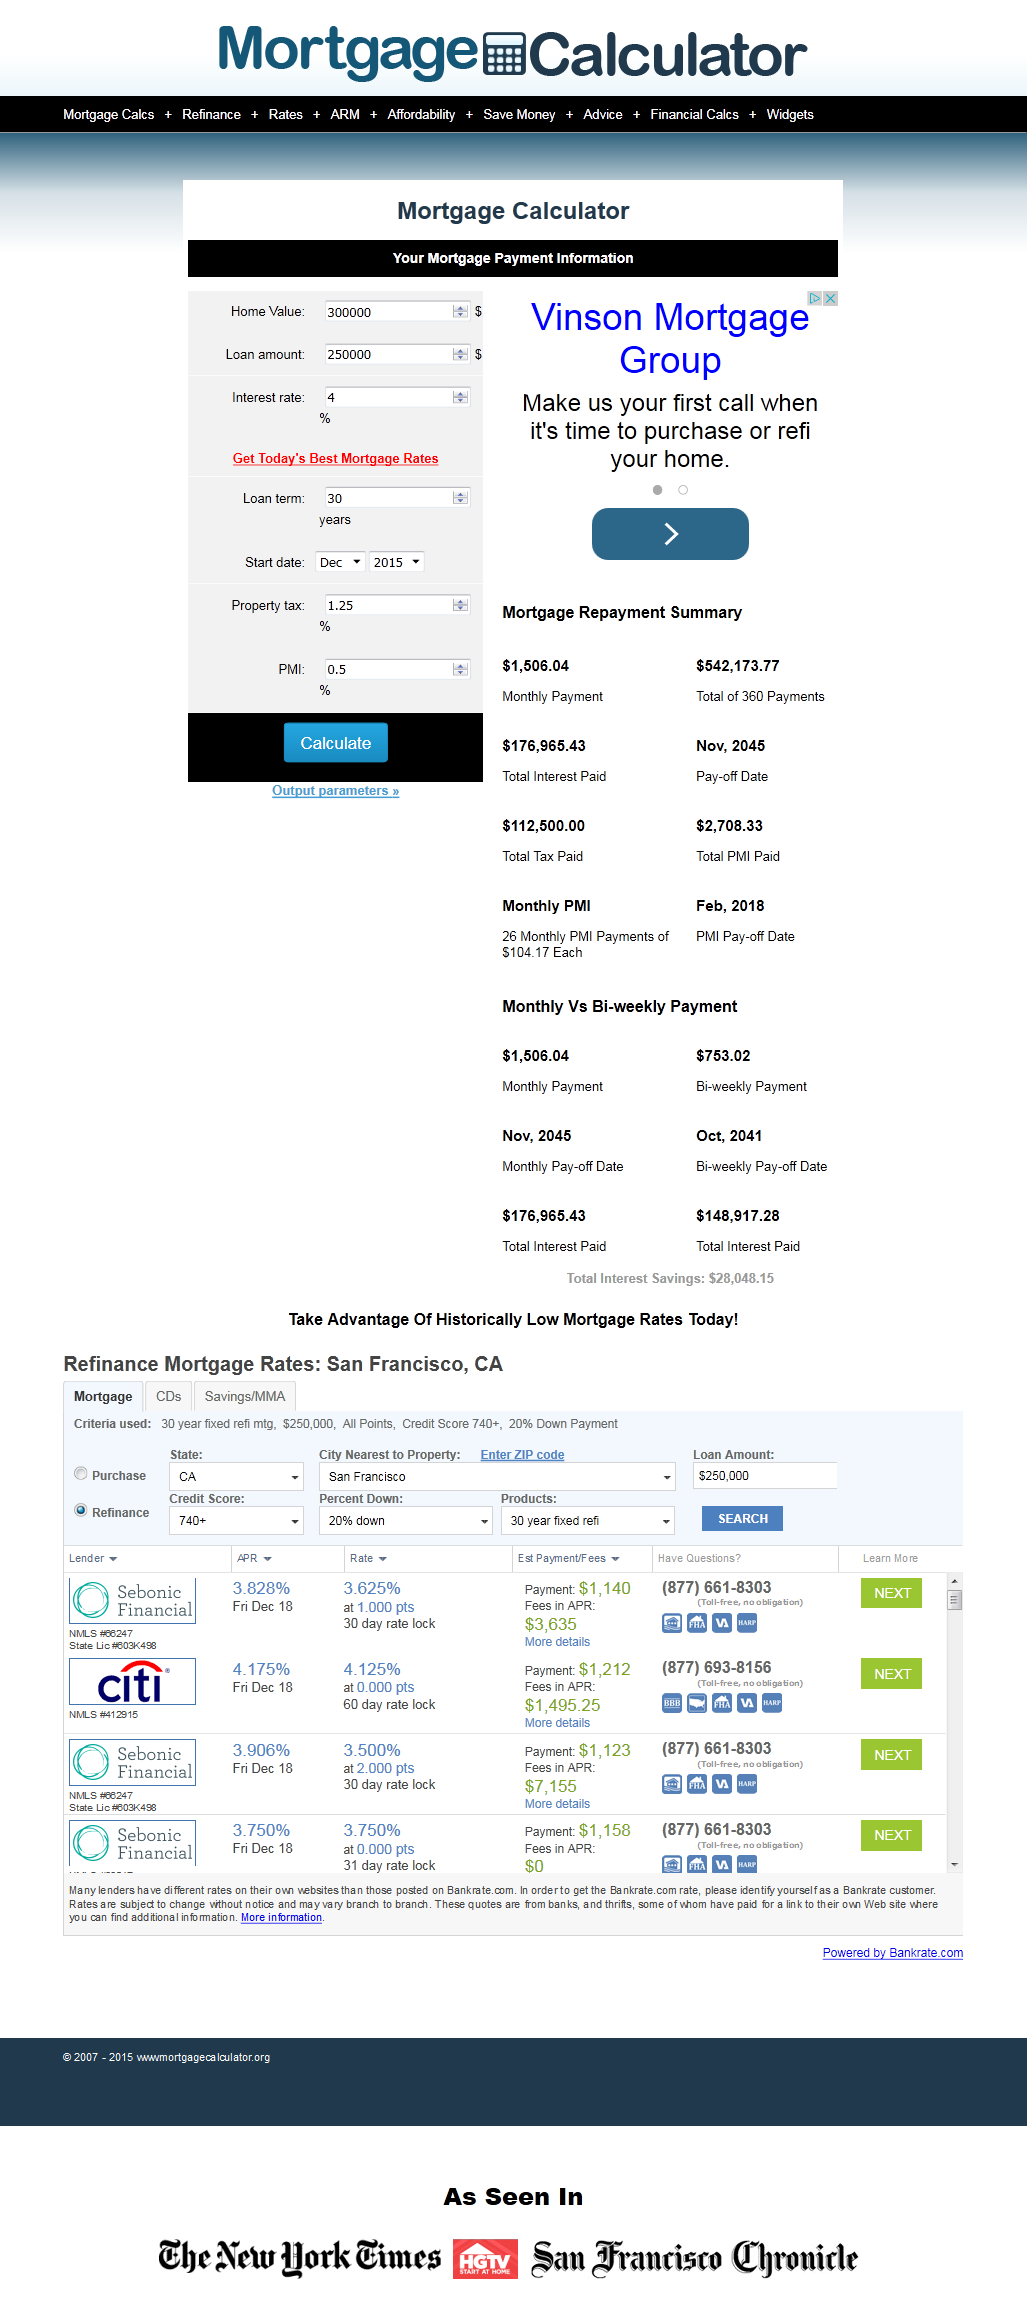 Mortgage Calculator
Mortgage Calcs + Refinance + Rates + ARM + Affordability + Save Money + Advice + Financial Calcs + Widgets
Mortgage Calculator
Your Mortgage Payment Information
Home Value: 300000 $
Loan amount: 250000 $
Interest rate: 4
%
Get Today's Best Mortgage Rates
Loan term: 30
years
Start date: Dec 2015
Property tax: 1.25
%
PMI: 0.5
%
Calculate
Output parameters »
Vinson Mortgage
Group
Make us your first call when
it's time to purchase or refi
your home.
Mortgage Repayment Summary
$1,506.04 $542,173.77
Monthly Payment Total of 360 Payments
$176,965.43 Nov, 2045
Total Interest Paid Pay-off Date
$112,500.00 $2,708.33
Total Tax Paid Total PMI Paid
Monthly PMI Feb, 2018
26 Monthly PMI Payments of PMI Pay-off Date
$104.17 Each
Monthly Vs Bi-weekly Payment
$1,506.04 $753.02
Monthly Payment Bi-weekly Payment
Nov, 2045 Oct, 2041
Monthly Pay-off Date Bi-weekly Pay-off Date
$176,965.43 $148,917.28
Total Interest Paid Total Interest Paid
Total Interest Savings: $28,048.15
Take Advantage Of Historically Low Mortgage Rates Today!
Refinance Mortgage Rates: San Francisco, CA
Mortgage CDs Savings/MMA
Criteria used: 30 year fixed refi mtg, $250,000, All Points, Credit Score 740+, 20% Down Payment
State: City Nearest to Property: Enter ZIP code Loan Amount:
Purchase CA San Francisco $250,000
Credit Score: Percent Down: Products:
Refinance 740+ 20% down 30 year fixed refi SEARCH
Lender APR Rate Est Payment/Fees Have Questions? Learn More
Sebonic Financial 3.828% 3.625% Payment: $1,140 (877) 661-8303 NEXT
Fri Dec 18 at 1.000 pts Fees in APR: (Toll-free, no obligation)
30 day rate lock $3,635 FHA VA HARP
NMLS #66247 More details
State Lic #603K498
citi 4.175% 4.125% Payment: $1,212 (877) 693-8156 NEXT
Fri Dec 18 at 0.000 pts Fees in APR: (Toll-free, no obligation)
60 day rate lock $1,495.25 BBB FHA VA HARP
NMLS #412915 More details
Sebonic Financial 3.906% 3.500% Payment: $1,123 (877) 661-8303 NEXT
Fri Dec 18 at 2.000 pts Fees in APR: (Toll-free, no obligation)
30 day rate lock $7,155 FHA VA HARP
NMLS #66247 More details
State Lic #603K498
Sebonic Financial 3.750% 3.750% Payment: $1,158 (877) 661-8303 NEXT
Fri Dec 18 at 0.000 pts Fees in APR: (Toll-free, no obligation)
31 day rate lock $0 FHA VA HARP
Many lenders have different rates on their own websites than those posted on Bankrate.com. In order to get the Bankrate.com rate, please identify yourself as a Bankrate customer.
Rates are subject to change without notice and may vary branch to branch. These quotes are from banks, and thrifts, some of whom have paid for a link to their own Web site where
you can find additional information. More information.
Powered by Bankrate.com
© 2007 - 2015 www.mortgagecalculator.org
As Seen In
The New York Times HGTV START AT HOME San Francisco Chronicle